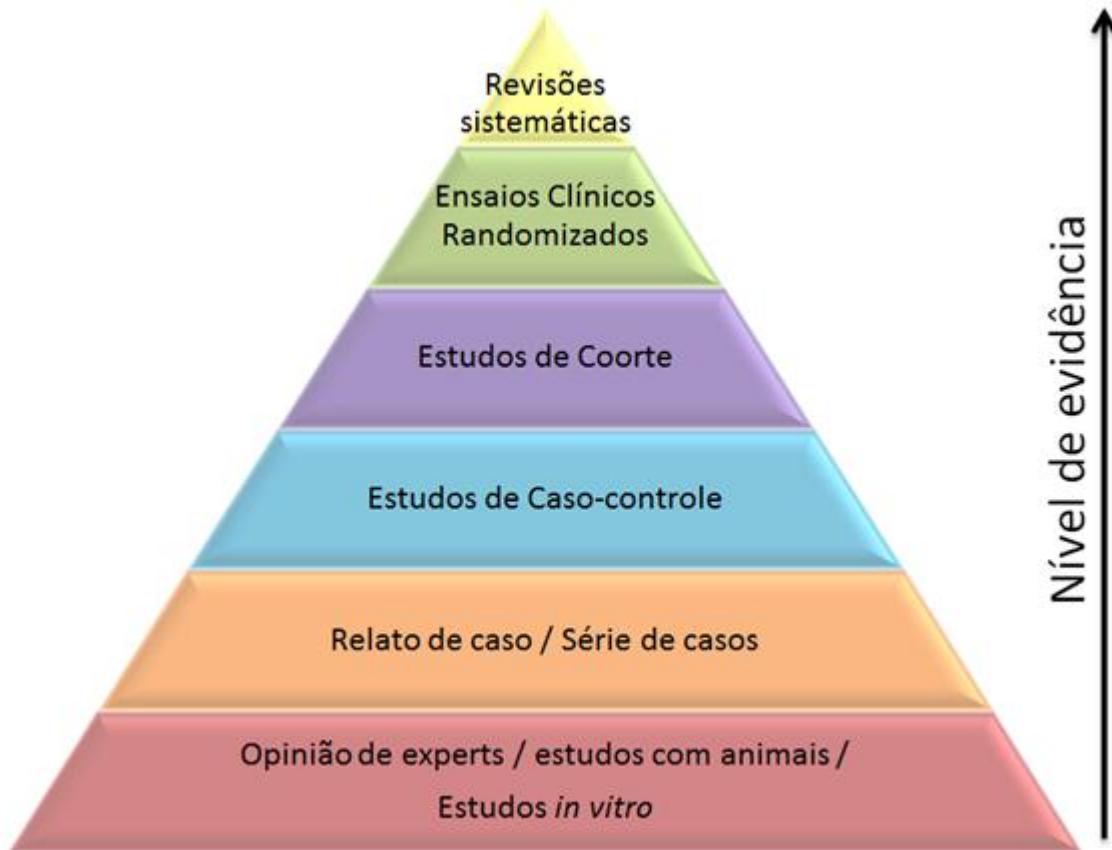 Revisões
sistemáticas
Ensaios Clínicos
Randomizados
Estudos de Coorte
Estudos de Caso-controle
Relato de caso / Série de casos
Opinião de experts / estudos com animais /
Estudos in vitro
Nível de evidência